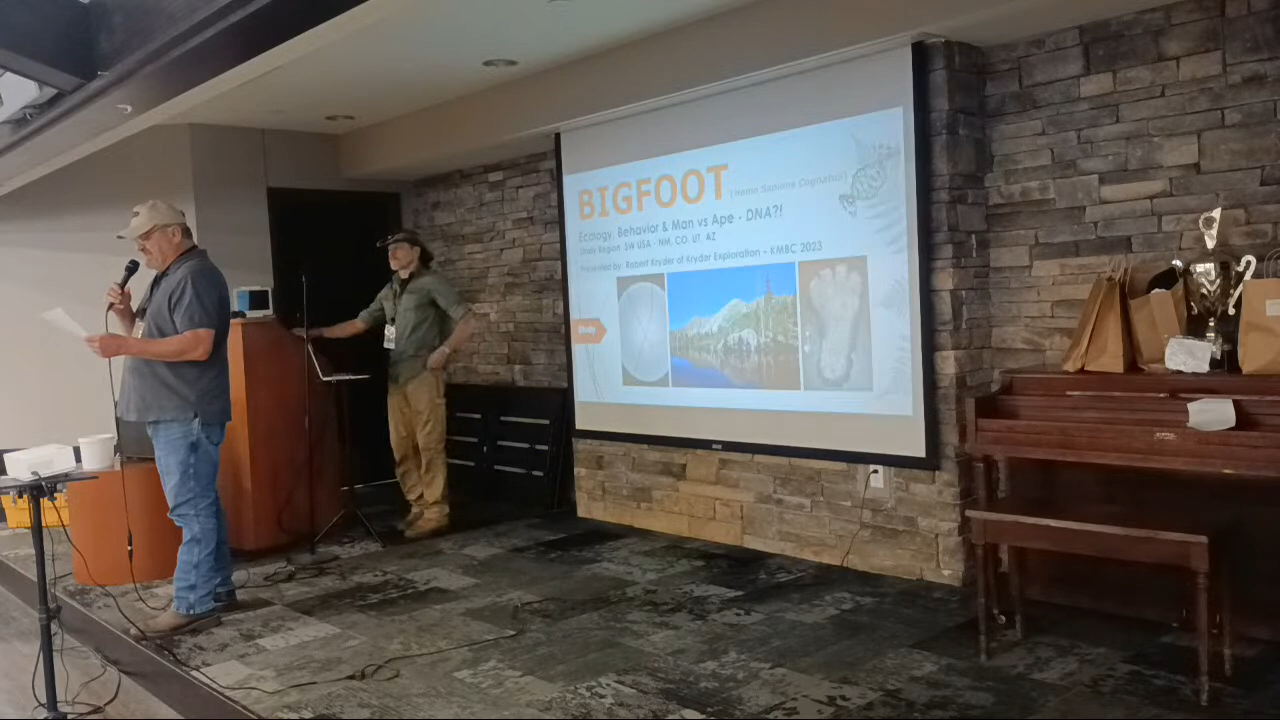 BIGFOOT (Homo Sapiens Cognatus)
Ecology, Behavior & Man vs Ape - DNA?!
Study Region: SW USA - NM, CO, UT, AZ
Presented by: Robert Kryder of Kryder Exploration – KMBC 2023
Study